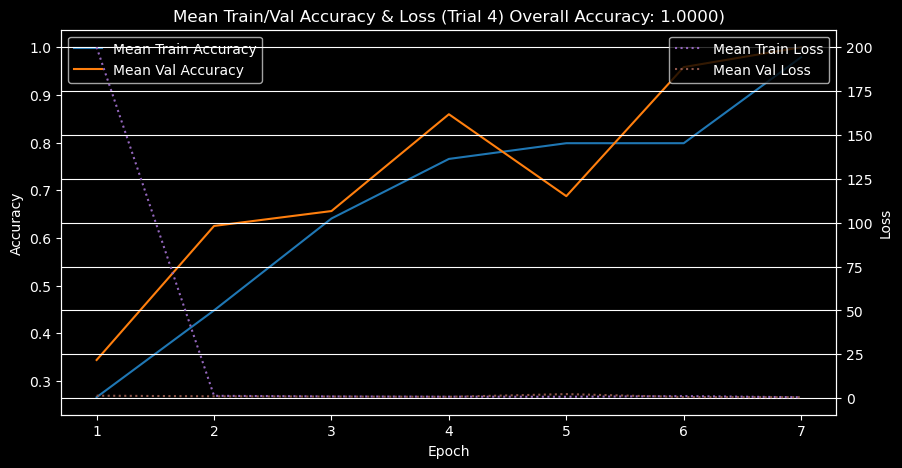 Mean Train/Val Accuracy & Loss (Trial 4) Overall Accuracy: 1.0000)
Mean Train Accuracy
Mean Val Accuracy
Mean Train Loss
Mean Val Loss
Accuracy
1.0
0.9
0.8
0.7
0.6
0.5
0.4
0.3
200
175
150
125
100
75
50
25
0
Loss
1 2 3 4 5 6 7
Epoch